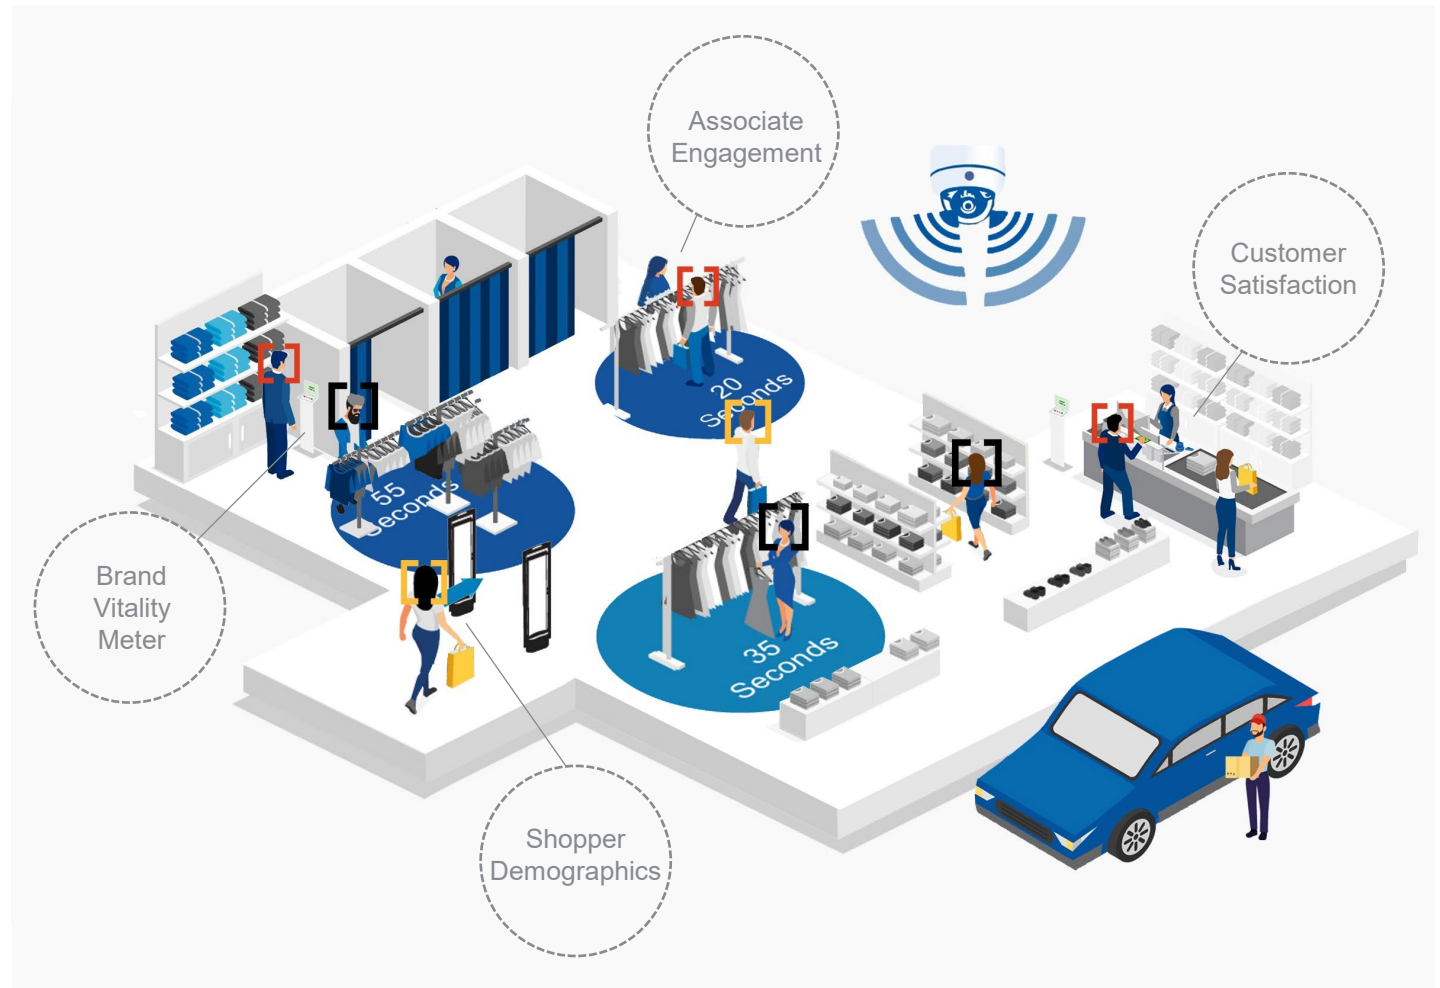 Associate
Engagement
Customer
Satisfaction
20
Seconds
55
Seconds
35
Seconds
Brand
Vitality
Meter
Shopper
Demographics